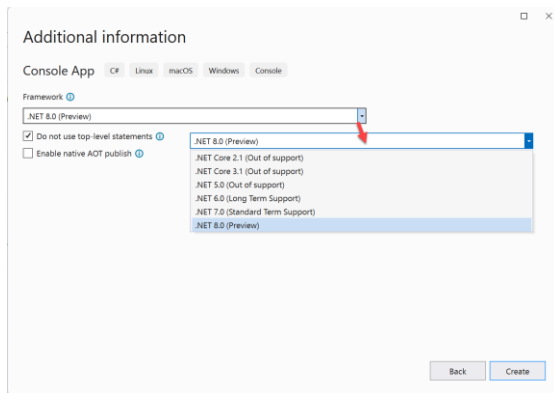 Additional information
Console App C# Linux macOS Windows Console
Framework
.NET 8.0 (Preview)
Do not use top-level statements
Enable native AOT publish
.NET 8.0 (Preview)
.NET Core 2.1 (Out of support)
.NET Core 3.1 (Out of support)
.NET 5.0 (Out of support)
.NET 6.0 (Long Term Support)
.NET 7.0 (Standard Term Support)
.NET 8.0 (Preview)
Back Create